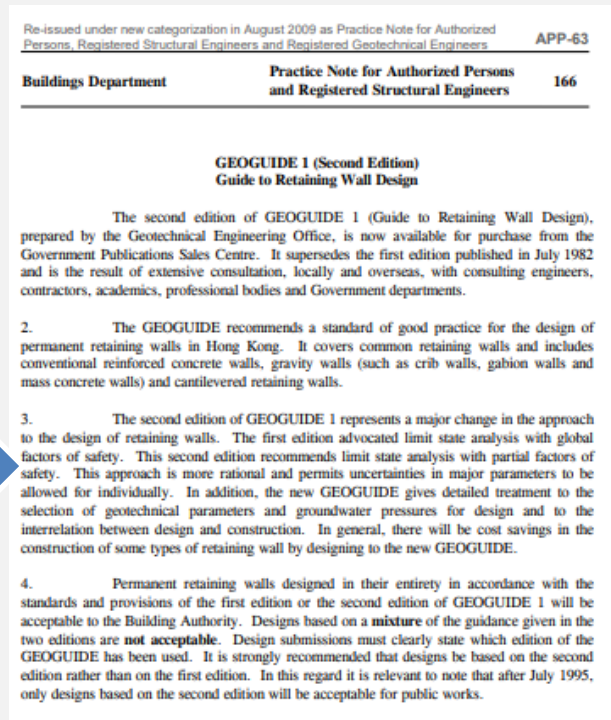 Re-issued under new categorization in August 2009 as Practice Note for Authorized
Persons, Registered Structural Engineers and Registered Geotechnical Engineers
APP-63
Buildings Department
Practice Note for Authorized Persons
and Registered Structural Engineers
166
GEOGUIDE 1 (Second Edition)
Guide to Retaining Wall Design
The second edition of GEOGUIDE 1 (Guide to Retaining Wall Design),
prepared by the Geotechnical Engineering Office, is now available for purchase from the
Government Publications Sales Centre. It supersedes the first edition published in July 1982
and is the result of extensive consultation, locally and overseas, with consulting engineers,
contractors, academics, professional bodies and Government departments.
2. The GEOGUIDE recommends a standard of good practice for the design of
permanent retaining walls in Hong Kong. It covers common retaining walls and includes
conventional reinforced concrete walls, gravity walls (such as crib walls, gabion walls and
mass concrete walls) and cantilevered retaining walls.
3. The second edition of GEOGUIDE 1 represents a major change in the approach
to the design of retaining walls. The first edition advocated limit state analysis with global
factors of safety. This second edition recommends limit state analysis with partial factors of
safety. This approach is more rational and permits uncertainties in major parameters to be
allowed for individually. In addition, the new GEOGUIDE gives detailed treatment to the
selection of geotechnical parameters and groundwater pressures for design and to the
interrelation between design and construction. In general, there will be cost savings in the
construction of some types of retaining wall by designing to the new GEOGUIDE.
4. Permanent retaining walls designed in their entirety in accordance with the
standards and provisions of the first edition or the second edition of GEOGUIDE 1 will be
acceptable to the Building Authority. Designs based on a mixture of the guidance given in the
two editions are not acceptable. Design submissions must clearly state which edition of the
GEOGUIDE has been used. It is strongly recommended that designs be based on the second
edition rather than on the first edition. In this regard it is relevant to note that after July 1995,
only designs based on the second edition will be acceptable for public works.